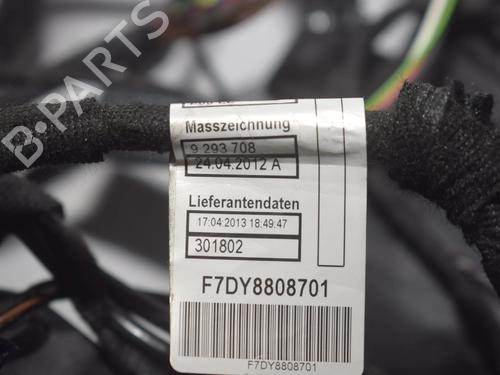 B-PARTS
Masszeichnung
9 293 708
24.04.2012 A
Lieferantendaten
17:04:2013 18:49:47
301802
F7DY8808701
F7DY8808701